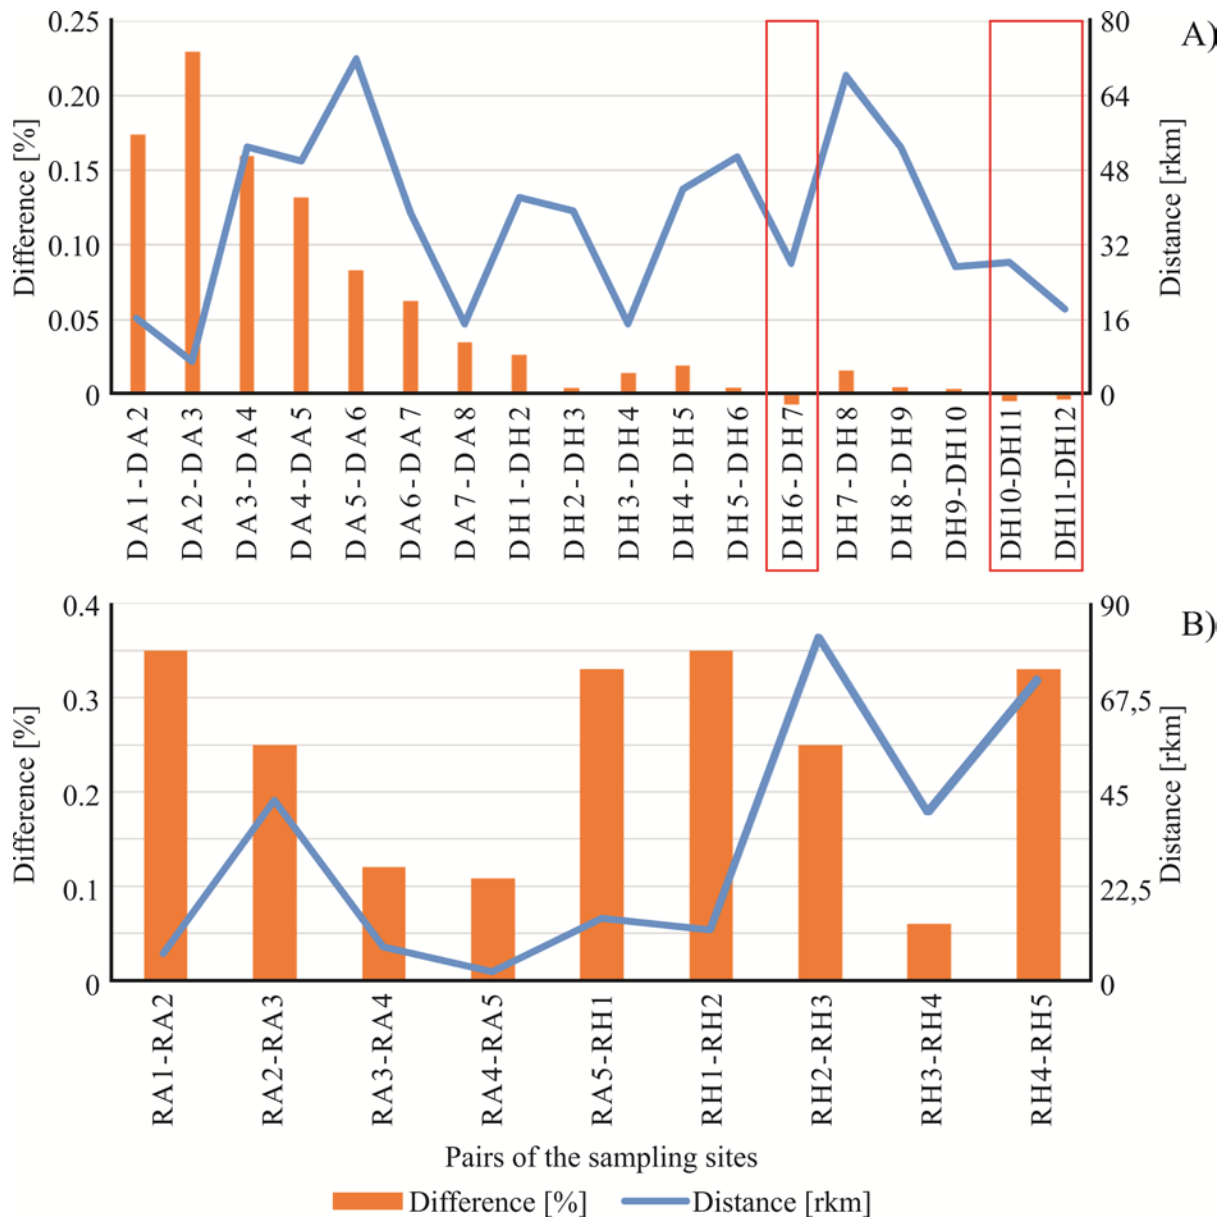 A)
Difference [%]
0.25
0.20
0.15
0.10
0.05
0
80
64
48
32
16
0
Distance [rkm]
DA1-DA2
DA2-DA3
DA3-DA4
DA4-DA5
DA5-DA6
DA6-DA7
DA7-DA8
DH1-DH2
DH2-DH3
DH3-DH4
DH4-DH5
DH5-DH6
DH6-DH7
DH7-DH8
DH8-DH9
DH9-DH10
DH10-DH11
DH11-DH12
B)
Difference [%]
0.4
0.3
0.2
0.1
0
90
67,5
45
22,5
0
Distance [rkm]
RA1-RA2
RA2-RA3
RA3-RA4
RA4-RA5
RA5-RH1
RH1-RH2
RH2-RH3
RH3-RH4
RH4-RH5
Pairs of the sampling sites
Difference [%] Distance [rkm]